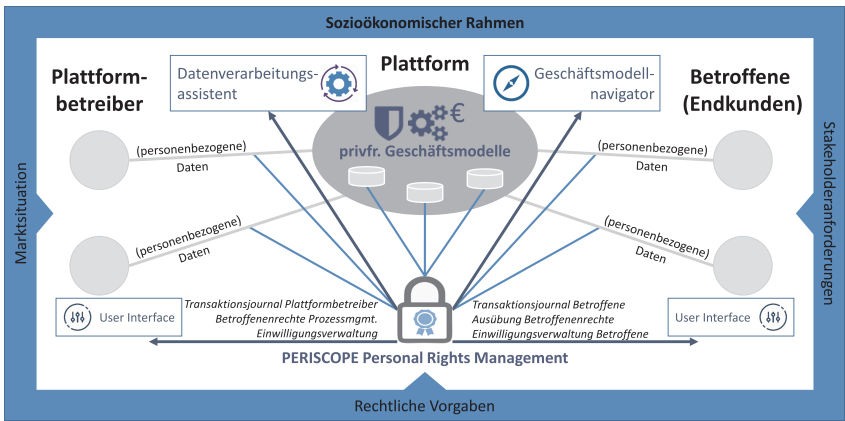 Sozioökonomischer Rahmen
Plattform-
betreiber
Datenverarbeitungs-
assistent
Plattform
Geschäftsmodell-
navigator
Betroffene
(Endkunden)
€
privfr. Geschäftsmodelle
(personenbezogene)
Daten
(personenbezogene)
Daten
(personenbezogene)
Daten
(personenbezogene)
Daten
Marktsituation
Stakeholderanforderungen
User Interface
Transaktionsjournal Plattformbetreiber
Betroffenenrechte Prozessmgmt.
Einwilligungsverwaltung
Transaktionsjournal Betroffene
Ausübung Betroffenenrechte
Einwilligungsverwaltung Betroffene
User Interface
PERISCOPE Personal Rights Management
Rechtliche Vorgaben